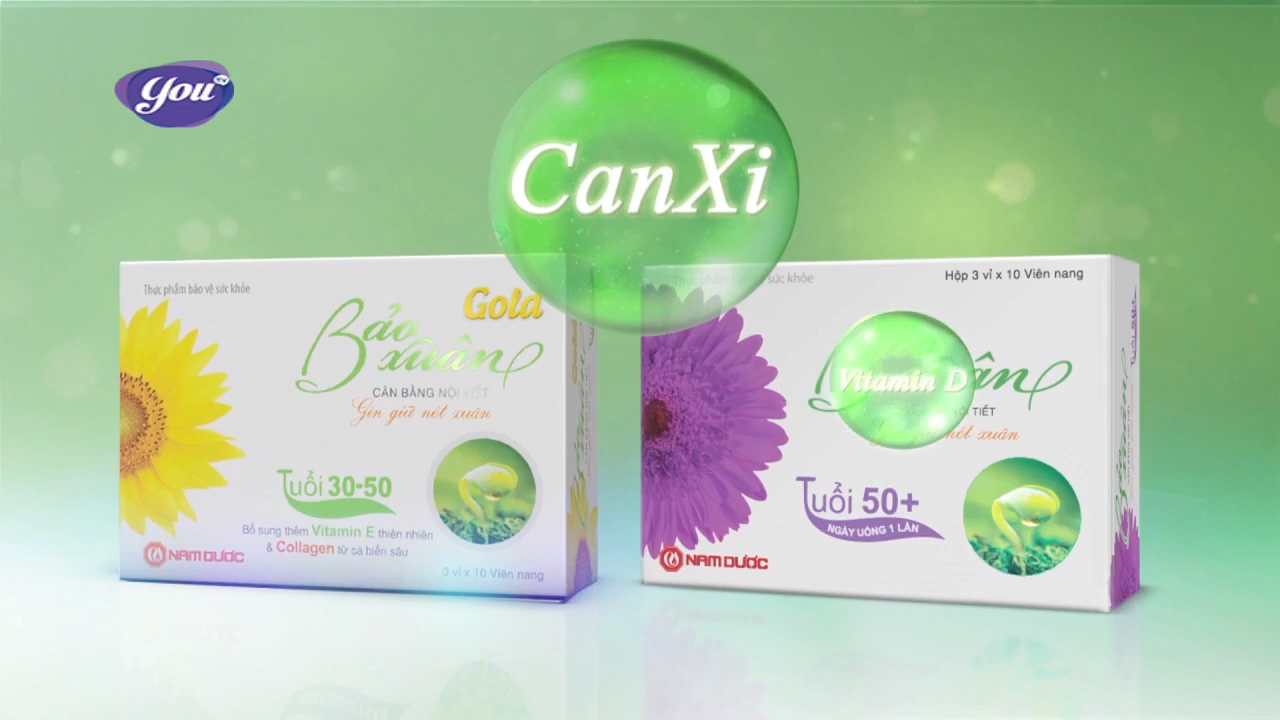 You
CanXi
Thực phẩm bảo vệ sức khỏe
Gold
Bảo xuân
CÂN BẰNG NỘI TIẾT
Gìn giữ nét xuân
Tuổi 30-50
Bổ sung thêm Vitamin E thiên nhiên
& Collagen từ cá biển sâu
NAM DƯỢC
3 vỉ x 10 Viên nang
sức khỏe
Hộp 3 vỉ x 10 Viên nang
Vitamin D
NỘI TIẾT
nét xuân
Tuổi 50+
NGÀY UỐNG 1 LẦN
NAM DƯỢC